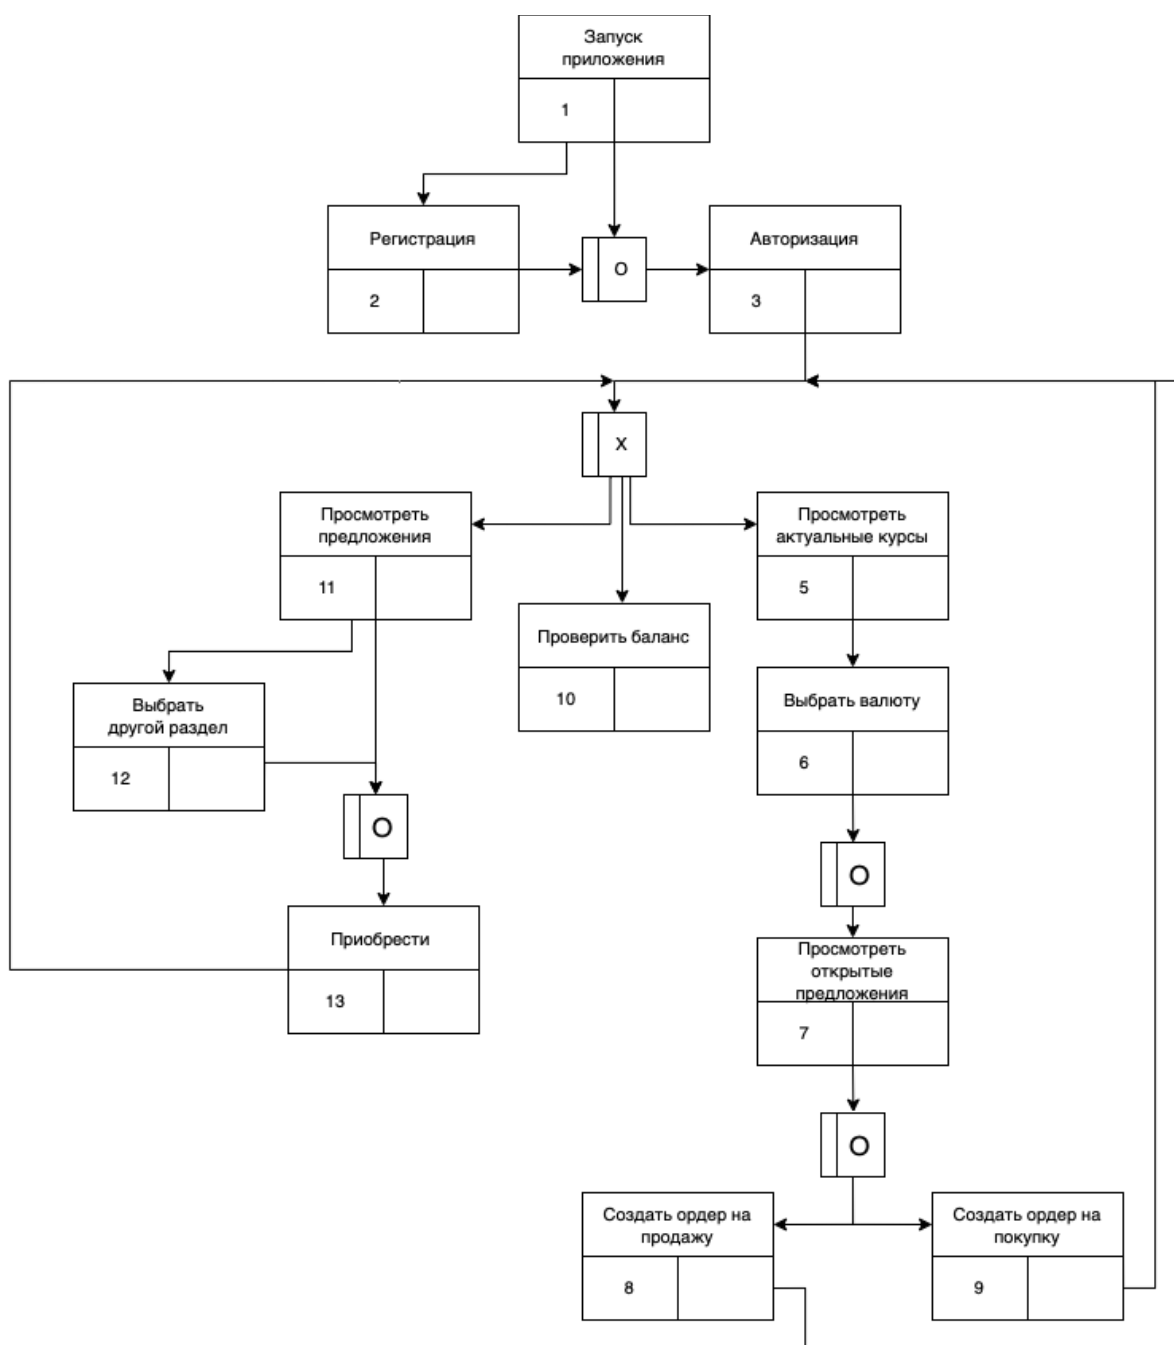 Запуск
приложения
1
Регистрация
2
O
Авторизация
3
X
Просмотреть
предложения
11
Просмотреть
актуальные курсы
5
Проверить баланс
10
Выбрать
другой раздел
12
Выбрать валюту
6
O
O
Приобрести
13
Просмотреть
открытые
предложения
7
O
Создать ордер на
продажу
8
Создать ордер на
покупку
9